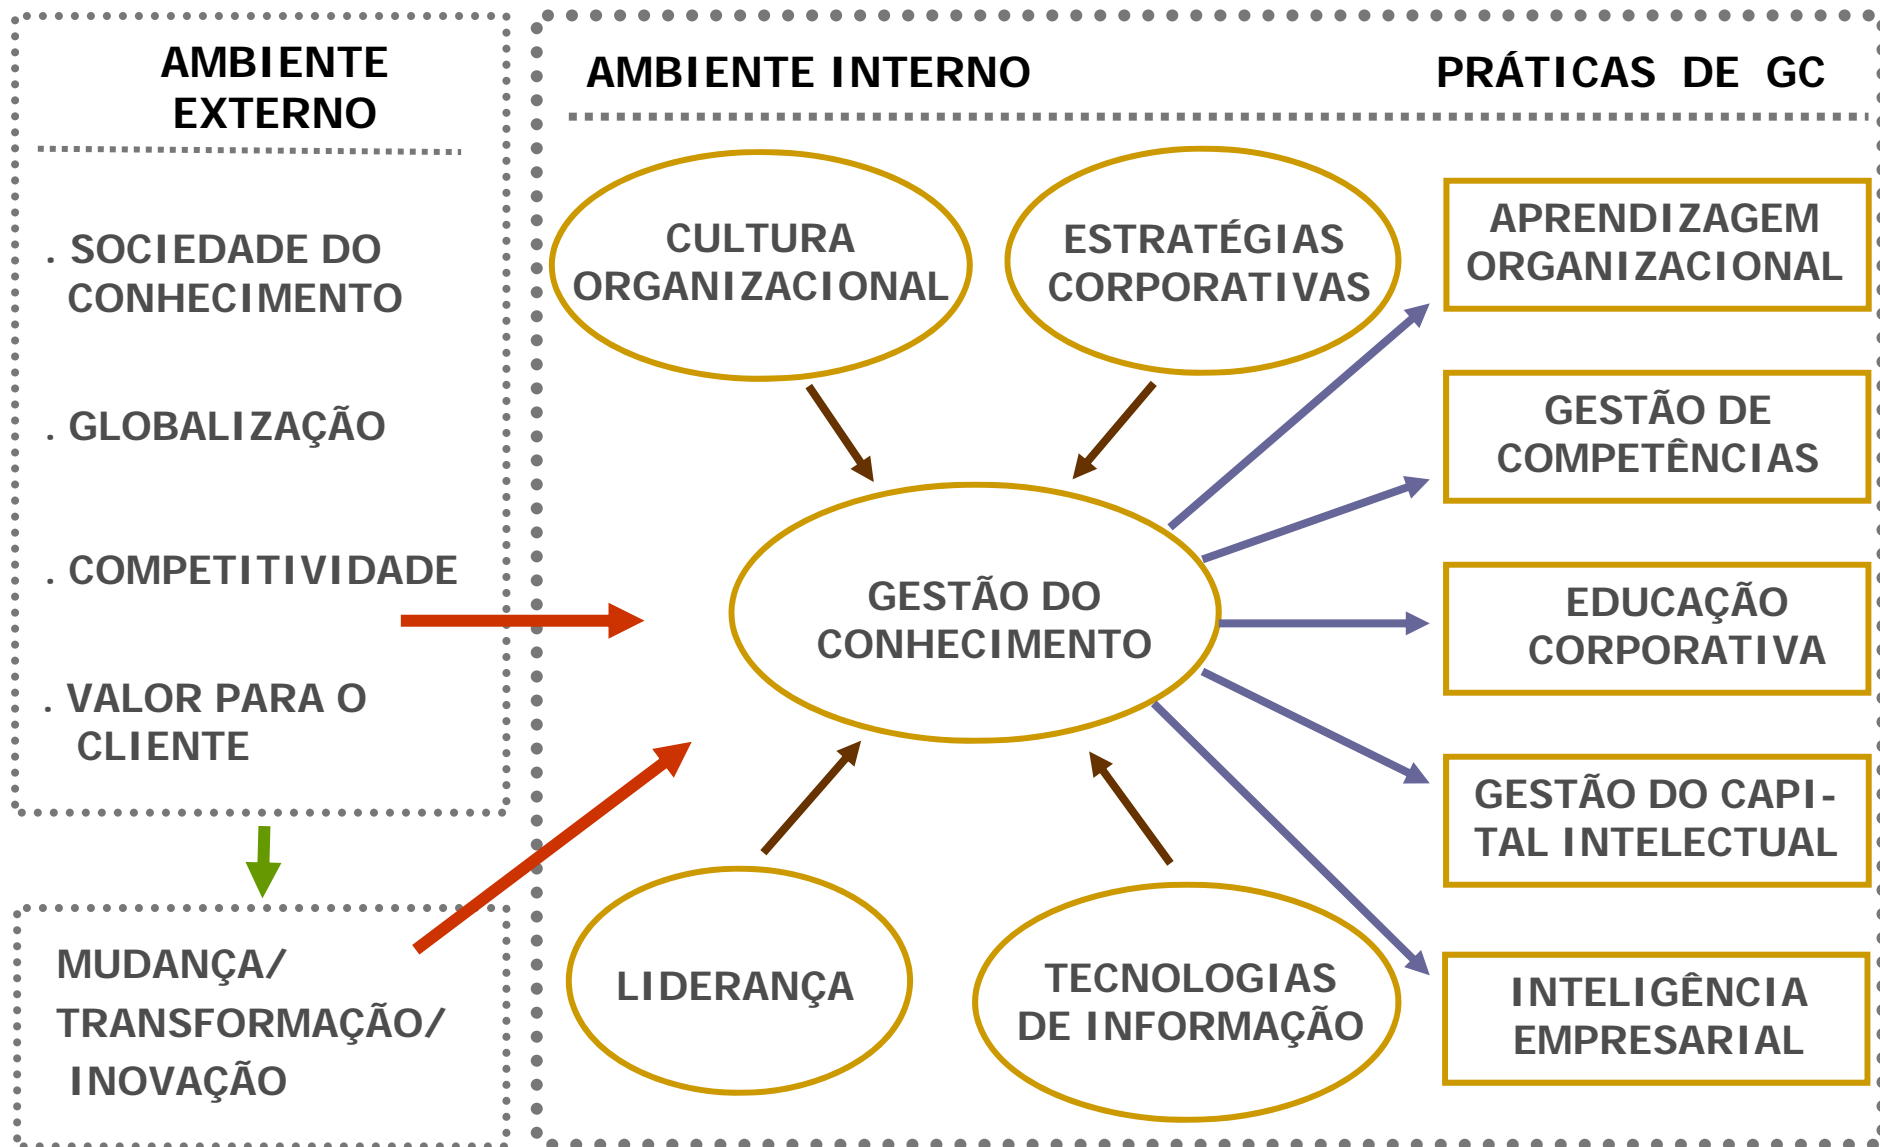 AMBIENTE
EXTERNO
. SOCIEDADE DO
CONHECIMENTO
. GLOBALIZAÇÃO
. COMPETITIVIDADE
. VALOR PARA O
CLIENTE
MUDANÇA/
TRANSFORMAÇÃO/
INOVAÇÃO
AMBIENTE INTERNO
CULTURA
ORGANIZACIONAL
ESTRATÉGIAS
CORPORATIVAS
GESTÃO DO
CONHECIMENTO
LIDERANÇA
TECNOLOGIAS
DE INFORMAÇÃO
PRÁTICAS DE GC
APRENDIZAGEM
ORGANIZACIONAL
GESTÃO DE
COMPETÊNCIAS
EDUCAÇÃO
CORPORATIVA
GESTÃO DO CAPI-
TAL INTELECTUAL
INTELIGÊNCIA
EMPRESARIAL